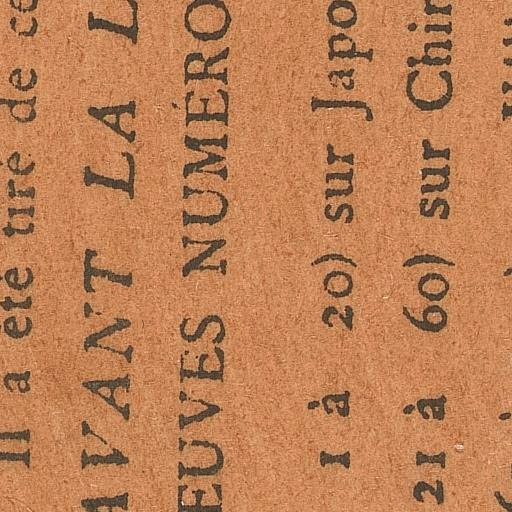 Il a été tiré de ce
AVANT LA L
EUVES NUMÉRO
1 à 20) sur Japo
21 à 60) sur Chin